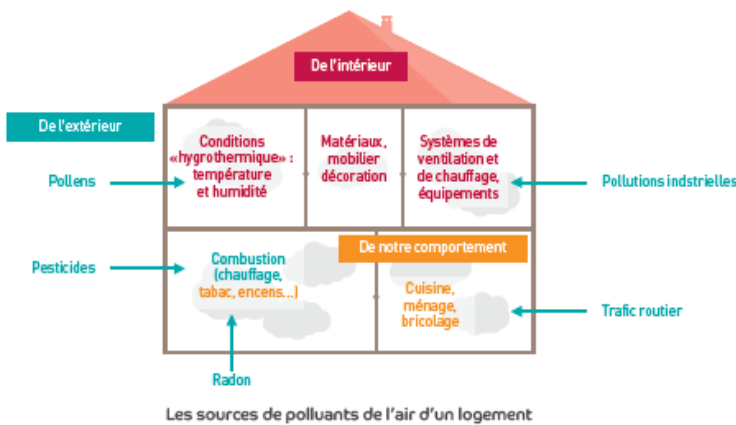 De l'intérieur
De l'extérieur
Conditions
«hygrothermique» :
température
et humidité
Matériaux,
mobilier
décoration
Systèmes de
ventilation et
de chauffage,
équipements
Pollens
Pollutions indstrielles
De notre comportement
Pesticides
Combustion
(chauffage,
tabac, encens...)
Cuisine,
ménage,
bricolage
Trafic routier
Radon
Les sources de polluants de l'air d'un logement